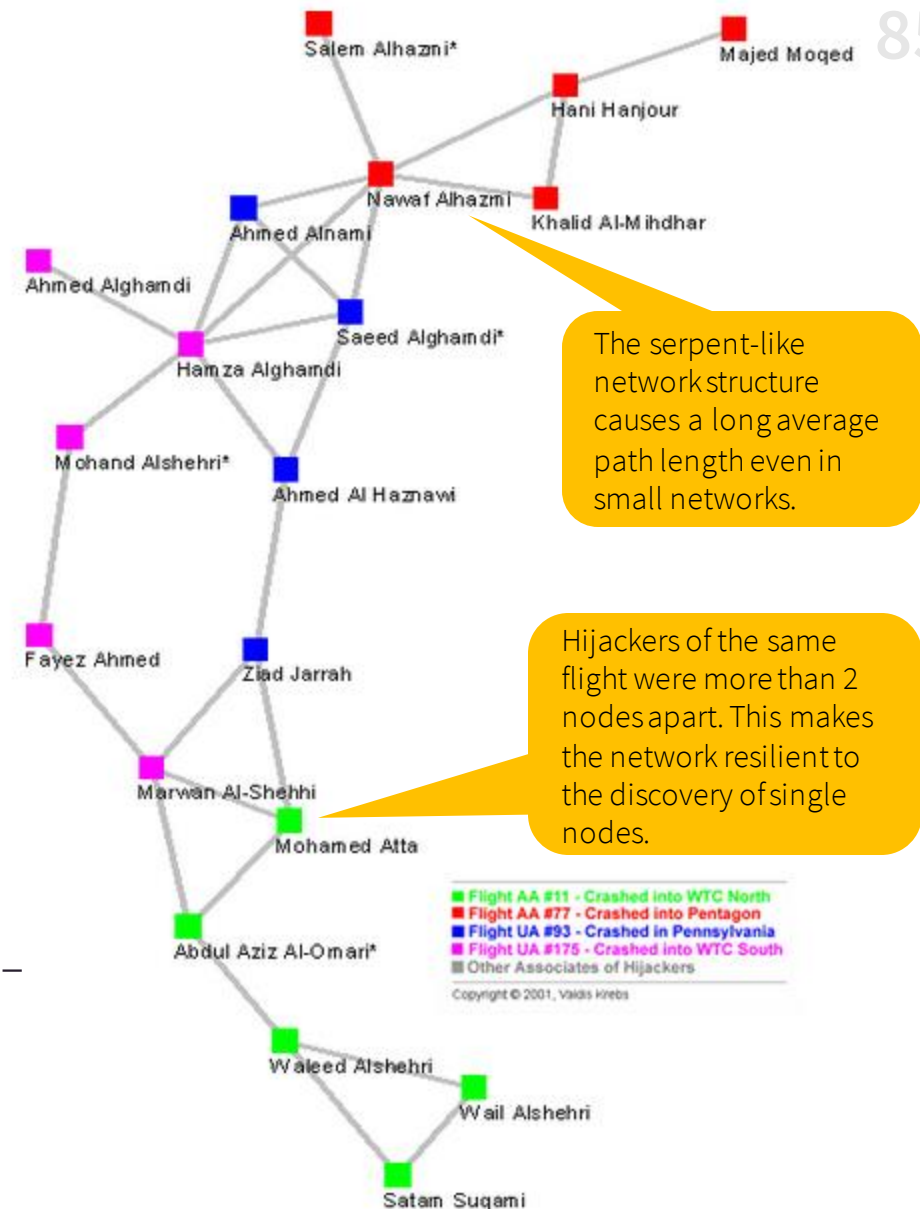 85
Salem Alhazmi*
Majed Moqed
Hani Hanjour
Nawaf Alhazmi
Khalid Al-Mihdhar
Ahmed Alnami
Ahmed Alghamdi
Saeed Alghamdi*
Hamza Alghamdi
The serpent-like
network structure
causes a long average
path length even in
small networks.
Mohand Alshehri*
Ahmed Al Haznawi
Hijackers of the same
flight were more than 2
nodes apart. This makes
the network resilient to
the discovery of single
nodes.
Fayez Ahmed
Ziad Jarrah
Marwan Al-Shehhi
Mohamed Atta
Flight AA #11 - Crashed into WTC North
Flight AA #77 - Crashed into Pentagon
Flight UA #93 - Crashed in Pennsylvania
Flight UA #175 - Crashed into WTC South
Other Associates of Hijackers
Copyright © 2001, Valdis Krebs
Abdul Aziz Al-Omari*
–
Waleed Alshehri
Wail Alshehri
Satam Suqami